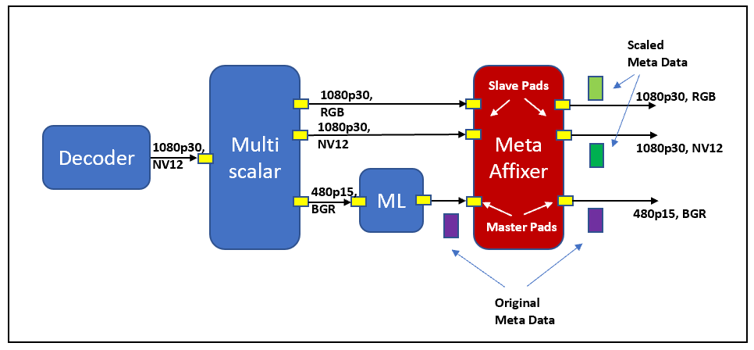 Scaled
Meta Data
Slave Pads
1080p30,
RGB
1080p30, RGB
1080p30,
NV12
1080p30, NV12
Decoder
1080p30,
NV12
Multi
scalar
Meta
Affixer
480p15,
BGR
ML
480p15, BGR
Master Pads
Original
Meta Data